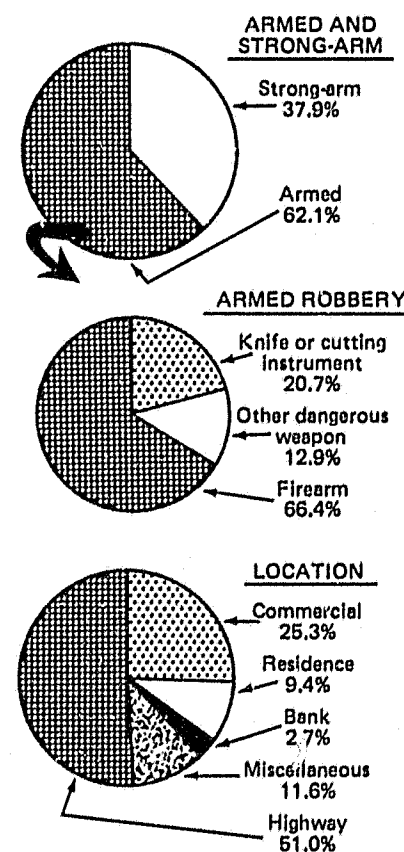 ARMED AND
STRONG-ARM
Strong-arm
37.9%
Armed
62.1%
ARMED ROBBERY
Knife or cutting
instrument
20.7%
Other dangerous
weapon
12.9%
Firearm
66.4%
LOCATION
Commercial
25.3%
Residence
9.4%
Bank
2.7%
Miscellaneous
11.6%
Highway
51.0%